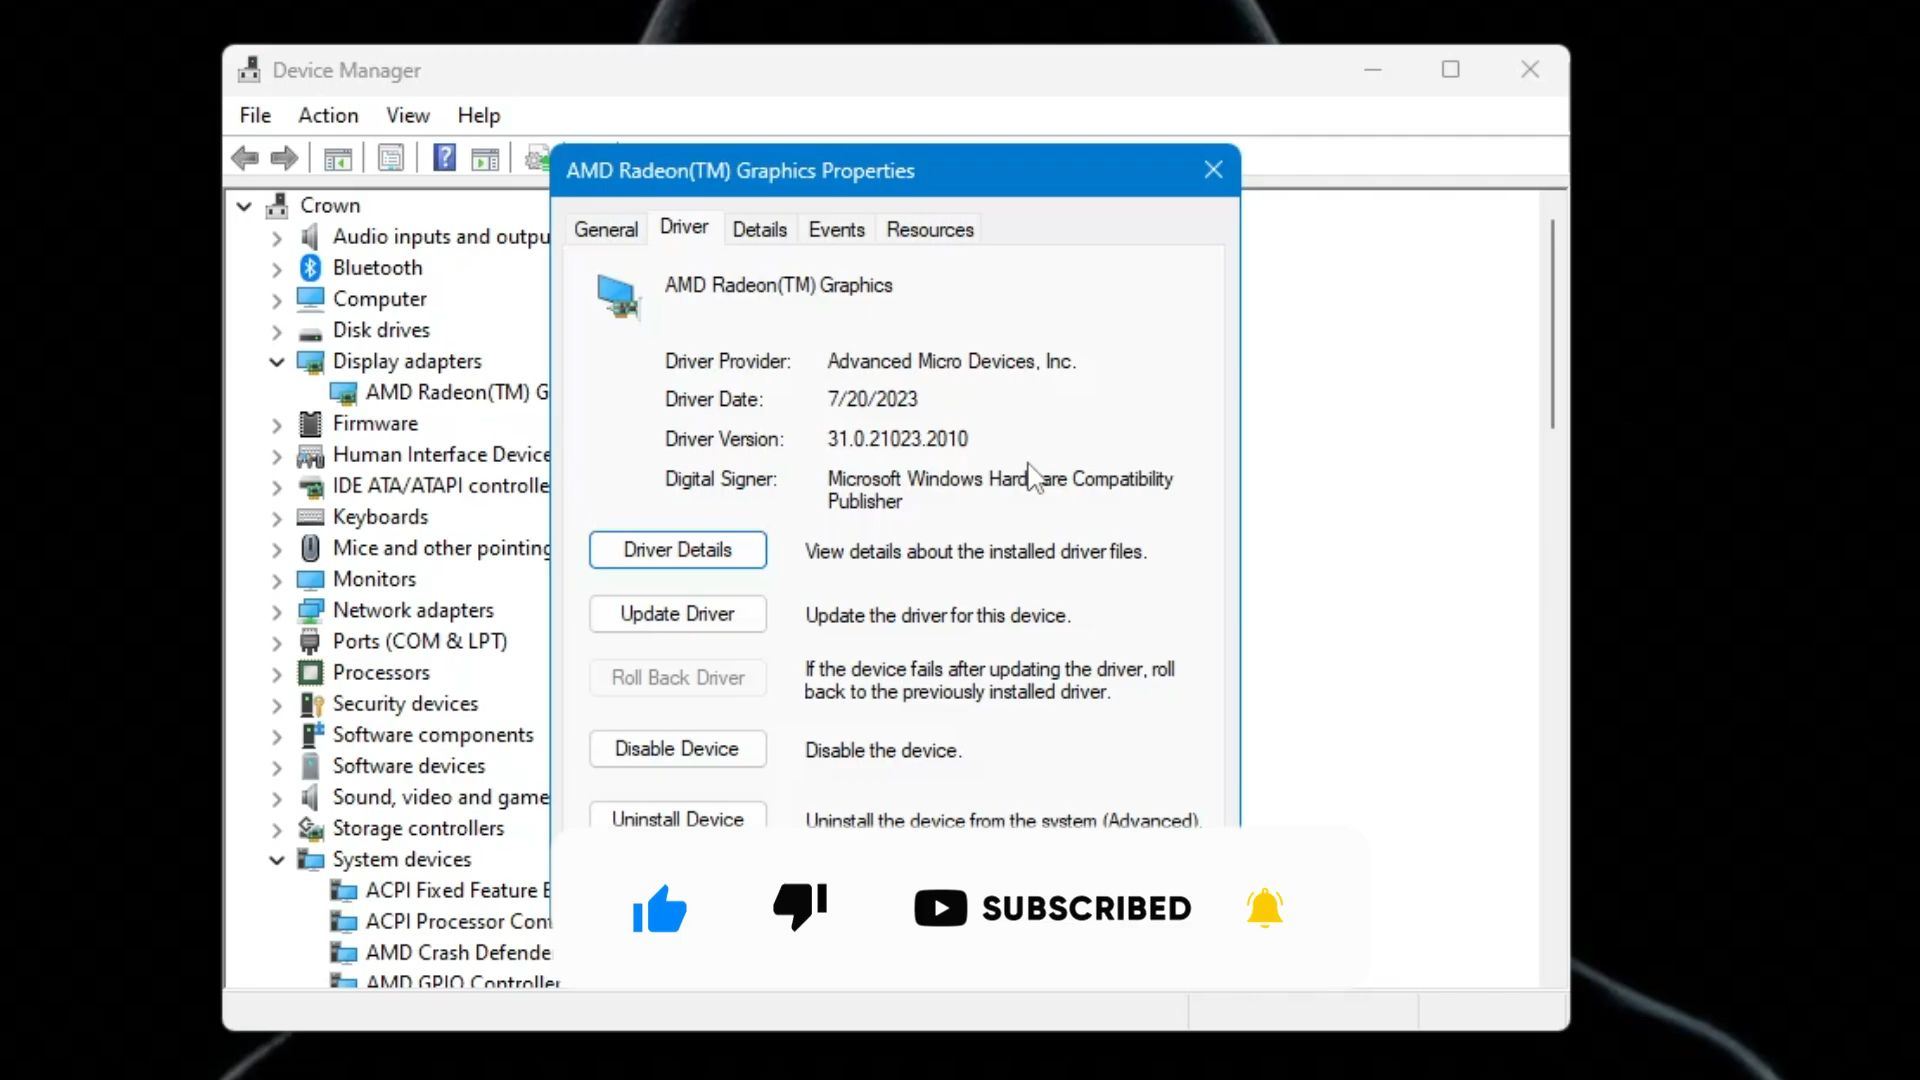 Device Manager
File Action View Help
AMD Radeon(TM) Graphics Properties
Crown
Audio inputs and outpu
Bluetooth
Computer
Disk drives
Display adapters
AMD Radeon(TM) G
Firmware
Human Interface Device
IDE ATA/ATAPI controlle
Keyboards
Mice and other pointing
Monitors
Network adapters
Ports (COM & LPT)
Processors
Security devices
Software components
Software devices
Sound, video and game
Storage controllers
System devices
ACPI Fixed Feature B
ACPI Processor Cont
AMD Crash Defende
AMD GPIO Controller
General Driver Details Events Resources
AMD Radeon(TM) Graphics
Driver Provider: Advanced Micro Devices, Inc.
Driver Date: 7/20/2023
Driver Version: 31.0.21023.2010
Digital Signer: Microsoft Windows Hardware Compatibility
Publisher
Driver Details View details about the installed driver files.
Update Driver Update the driver for this device.
Roll Back Driver If the device fails after updating the driver, roll
back to the previously installed driver.
Disable Device Disable the device.
Uninstall Device Uninstall the device from the system (Advanced).
SUBSCRIBED